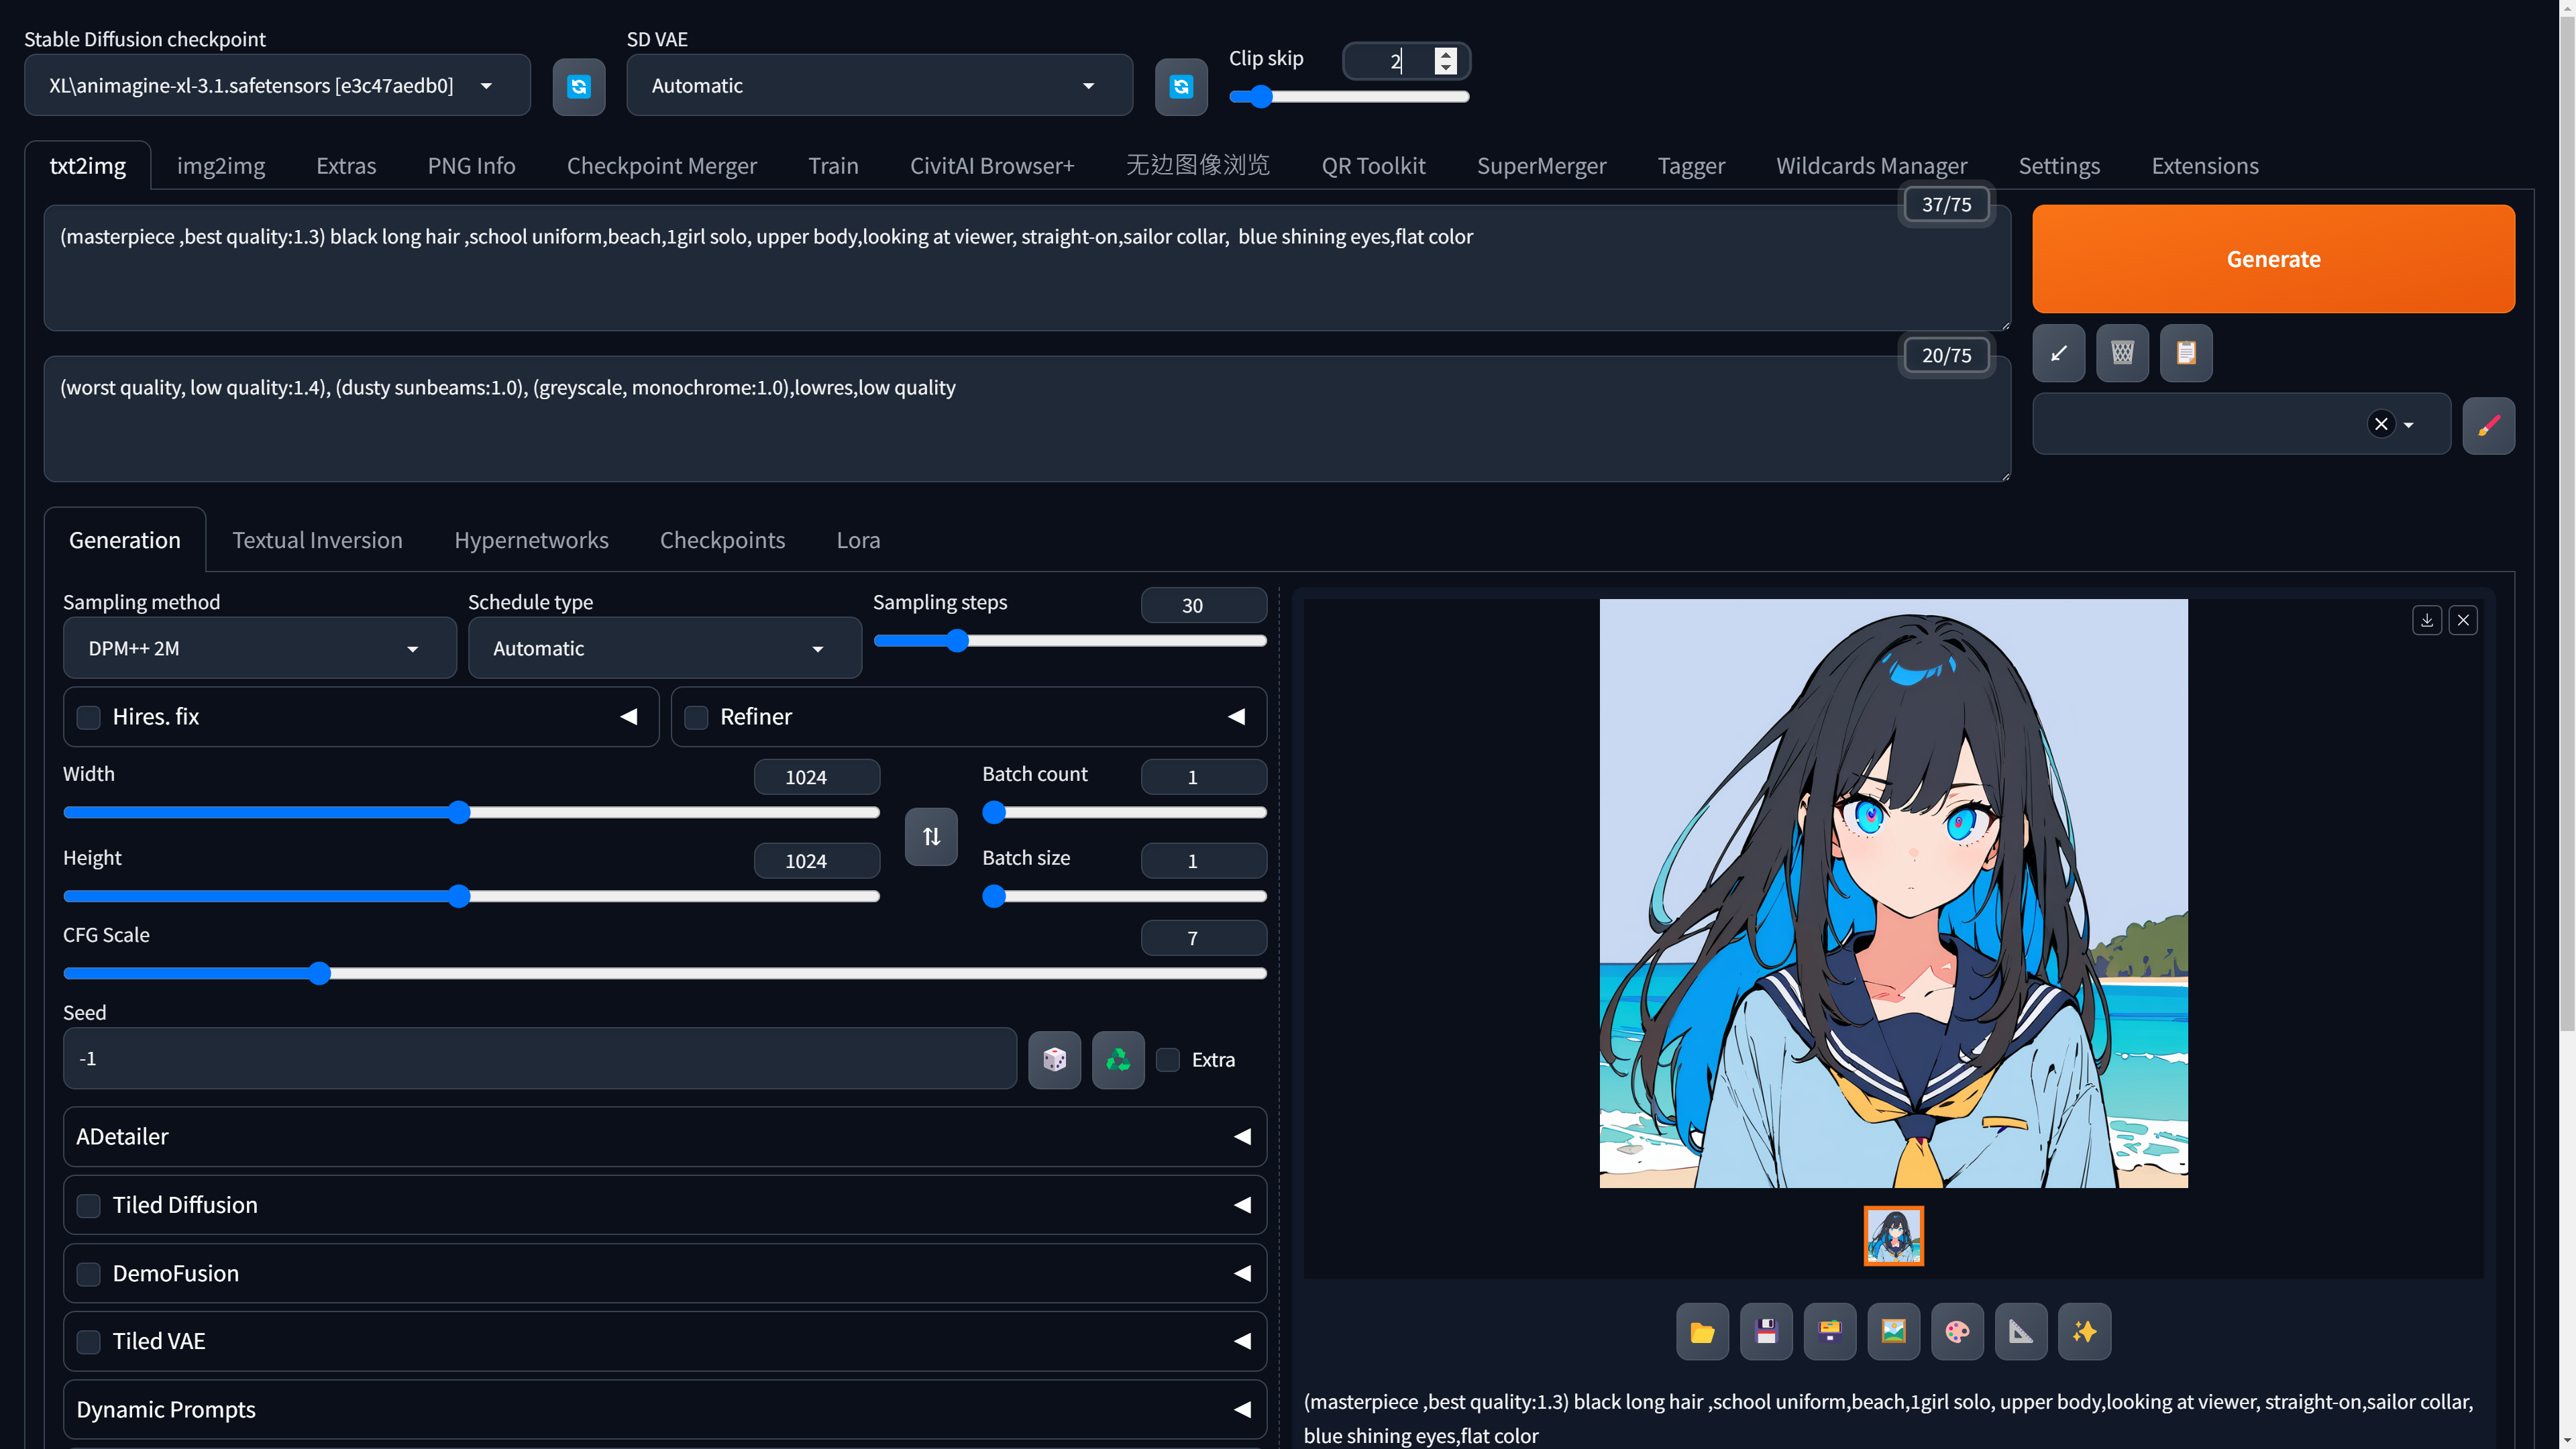 Stable Diffusion checkpoint
SD VAE
Clip skip
2
XL\animagine-xl-3.1.safetensors [e3c47aedb0]
Automatic
txt2img
img2img
Extras
PNG Info
Checkpoint Merger
Train
CivitAI Browser+
无边图像浏览
QR Toolkit
SuperMerger
Tagger
Wildcards Manager
Settings
Extensions
37/75
(masterpiece ,best quality:1.3) black long hair ,school uniform,beach,1girl solo, upper body,looking at viewer, straight-on,sailor collar,  blue shining eyes,flat color
Generate
20/75
(worst quality, low quality:1.4), (dusty sunbeams:1.0), (greyscale, monochrome:1.0),lowres,low quality
Generation
Textual Inversion
Hypernetworks
Checkpoints
Lora
Sampling method
Schedule type
Sampling steps
30
DPM++ 2M
Automatic
Hires. fix
Refiner
Width
1024
Batch count
1
Height
1024
Batch size
1
CFG Scale
7
Seed
-1
Extra
ADetailer
Tiled Diffusion
DemoFusion
Tiled VAE
Dynamic Prompts
(masterpiece ,best quality:1.3) black long hair ,school uniform,beach,1girl solo, upper body,looking at viewer, straight-on,sailor collar,
blue shining eyes,flat color